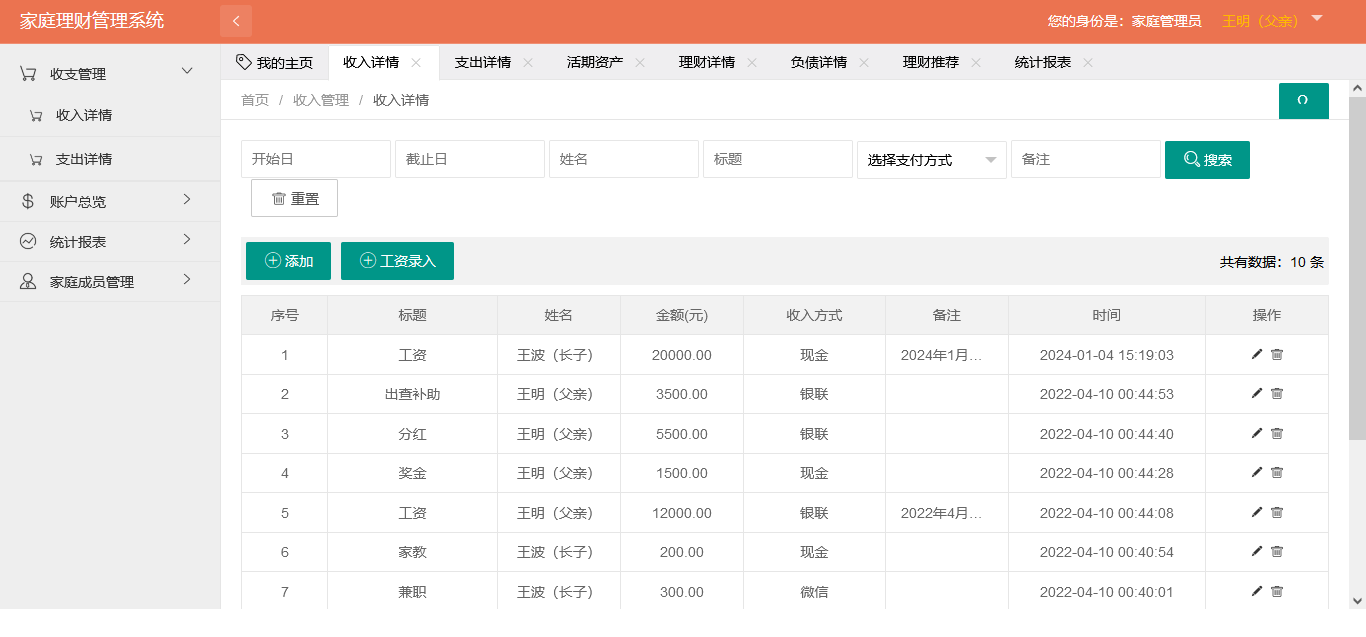 家庭理财管理系统
您的身份是：家庭管理员 王明（父亲）
收支管理
收入详情
支出详情
账户总览
统计报表
家庭成员管理
我的主页 收入详情 支出详情 活期资产 理财详情 负债详情 理财推荐 统计报表
首页 / 收入管理 / 收入详情
开始日 截止日 姓名 标题 选择支付方式 备注 搜索
重置
添加 工资录入 共有数据：10 条
序号 标题 姓名 金额(元) 收入方式 备注 时间 操作
1 工资 王波（长子） 20000.00 现金 2024年1月... 2024-01-04 15:19:03
2 出查补助 王明（父亲） 3500.00 银联 2022-04-10 00:44:53
3 分红 王明（父亲） 5500.00 银联 2022-04-10 00:44:40
4 奖金 王明（父亲） 1500.00 现金 2022-04-10 00:44:28
5 工资 王明（父亲） 12000.00 银联 2022年4月... 2022-04-10 00:44:08
6 家教 王波（长子） 200.00 现金 2022-04-10 00:40:54
7 兼职 王波（长子） 300.00 微信 2022-04-10 00:40:01